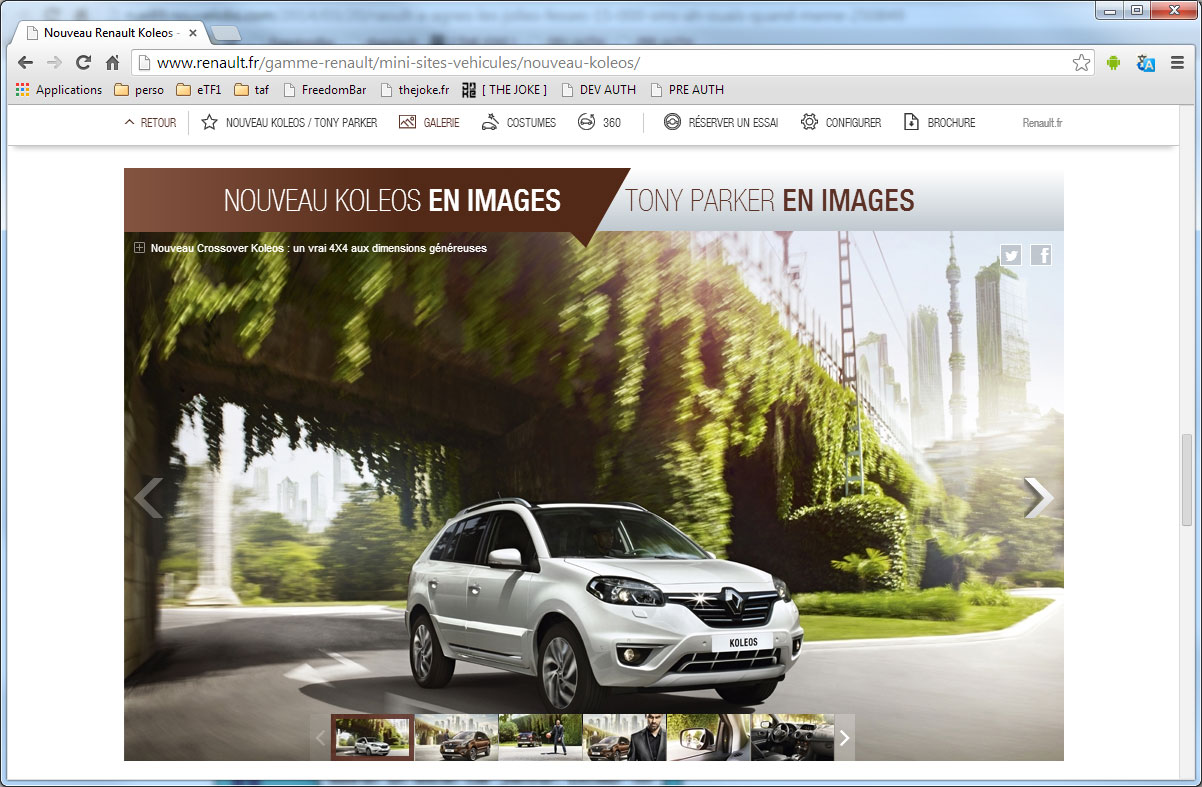 Nouveau Renault Koleos -
www.renault.fr/gamme-renault/mini-sites-vehicules/nouveau-koleos/
Applications perso eTF1 taf FreedomBar thejoke.fr [ THE JOKE ] DEV AUTH PRE AUTH
RETOUR NOUVEAU KOLEOS / TONY PARKER GALERIE COSTUMES 360 RÉSERVER UN ESSAI CONFIGURER BROCHURE Renault.fr
NOUVEAU KOLEOS EN IMAGES TONY PARKER EN IMAGES
Nouveau Crossover Koleos : un vrai 4X4 aux dimensions généreuses
KOLEOS